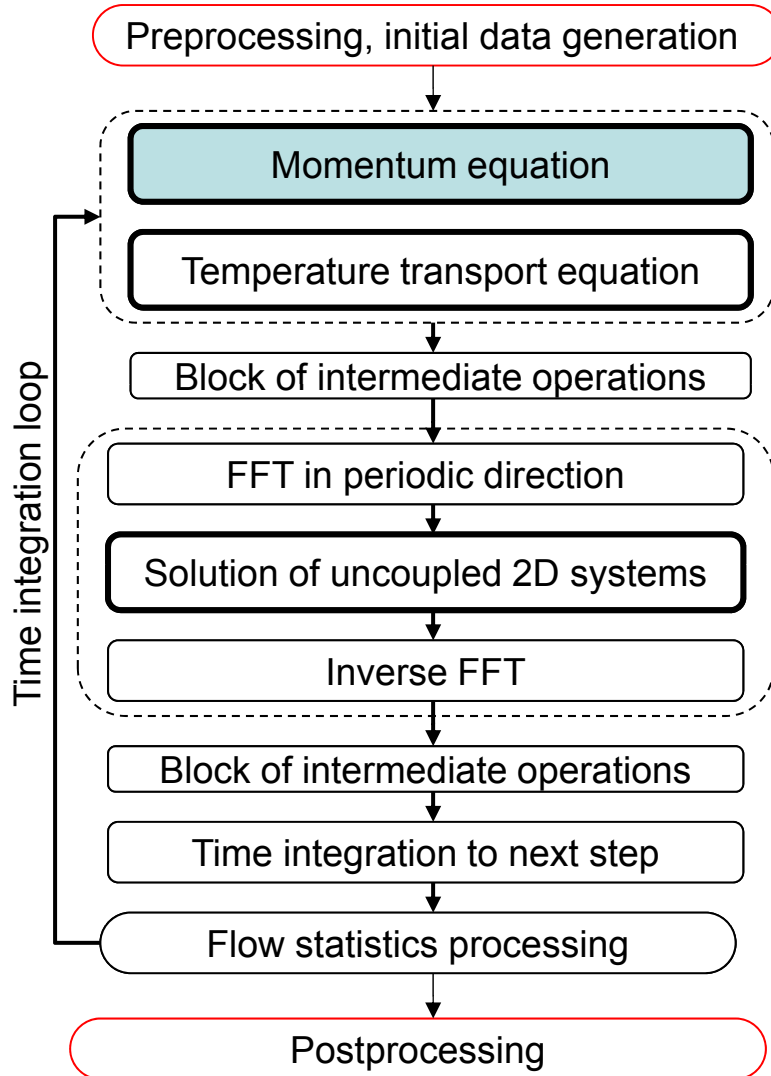 Preprocessing, initial data generation
Momentum equation
Temperature transport equation
Block of intermediate operations
FFT in periodic direction
Solution of uncoupled 2D systems
Inverse FFT
Block of intermediate operations
Time integration to next step
Flow statistics processing
Postprocessing
Time integration loop